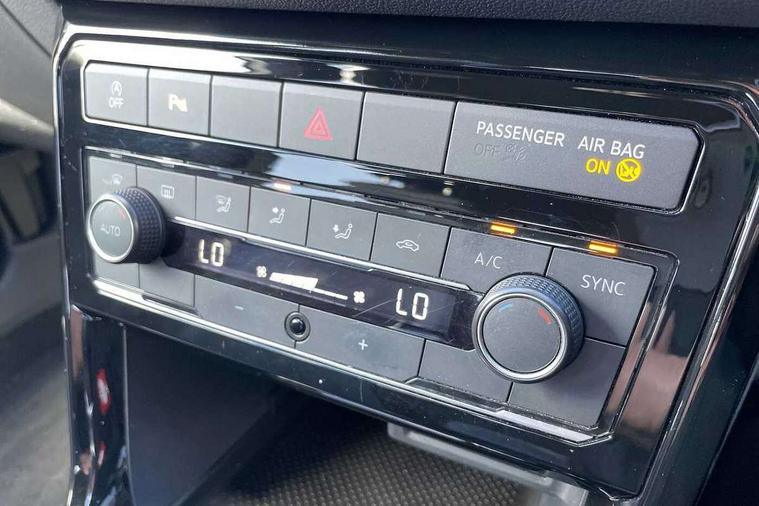 OFF
PASSENGER AIR BAG
OFF ON
A/C
SYNC
AUTO
LO
LO
- +